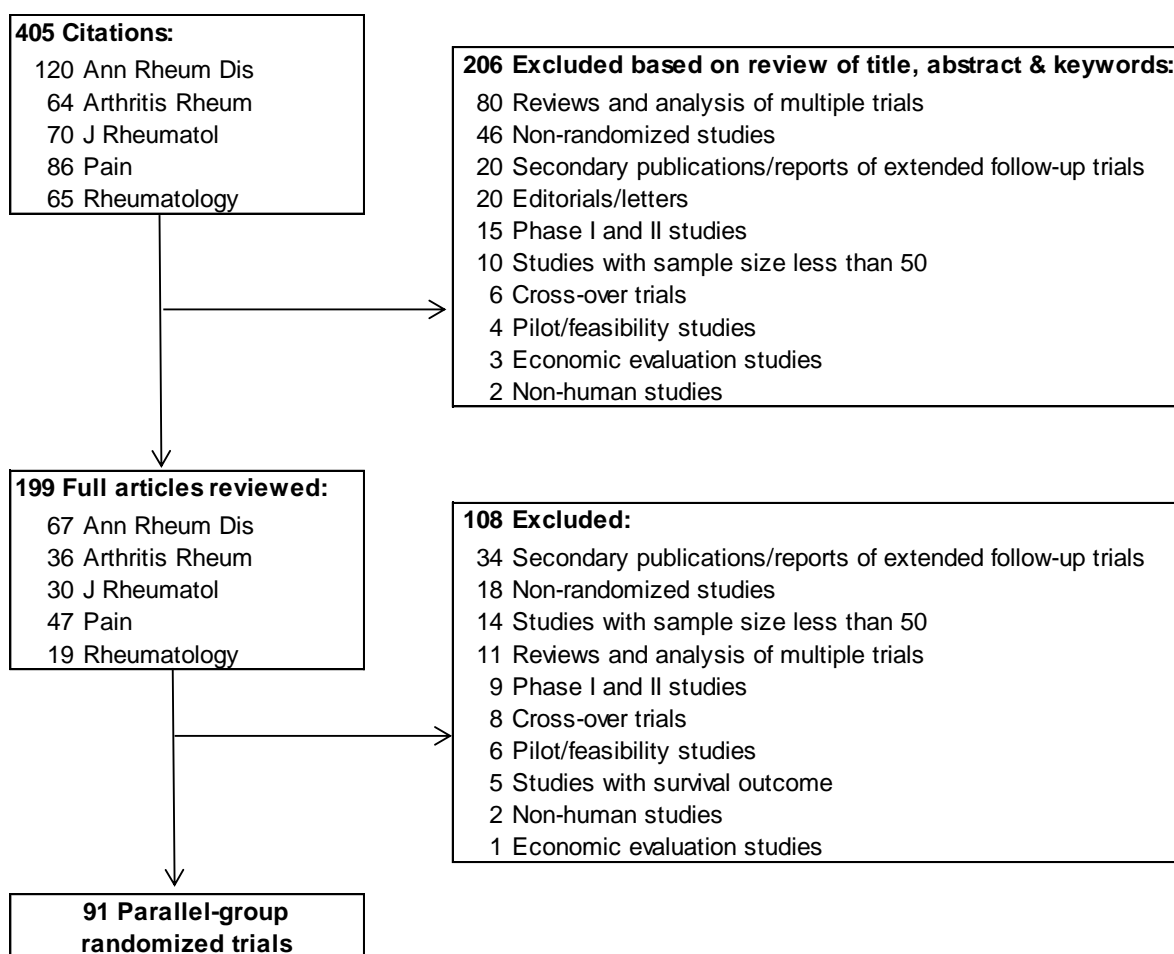 405 Citations:
120 Ann Rheum Dis
64 Arthritis Rheum
70 J Rheumatol
86 Pain
65 Rheumatology
206 Excluded based on review of title, abstract & keywords:
80 Reviews and analysis of multiple trials
46 Non-randomized studies
20 Secondary publications/reports of extended follow-up trials
20 Editorials/letters
15 Phase I and II studies
10 Studies with sample size less than 50
6 Cross-over trials
4 Pilot/feasibility studies
3 Economic evaluation studies
2 Non-human studies
199 Full articles reviewed:
67 Ann Rheum Dis
36 Arthritis Rheum
30 J Rheumatol
47 Pain
19 Rheumatology
108 Excluded:
34 Secondary publications/reports of extended follow-up trials
18 Non-randomized studies
14 Studies with sample size less than 50
11 Reviews and analysis of multiple trials
9 Phase I and II studies
8 Cross-over trials
6 Pilot/feasibility studies
5 Studies with survival outcome
2 Non-human studies
1 Economic evaluation studies
91 Parallel-group
randomized trials